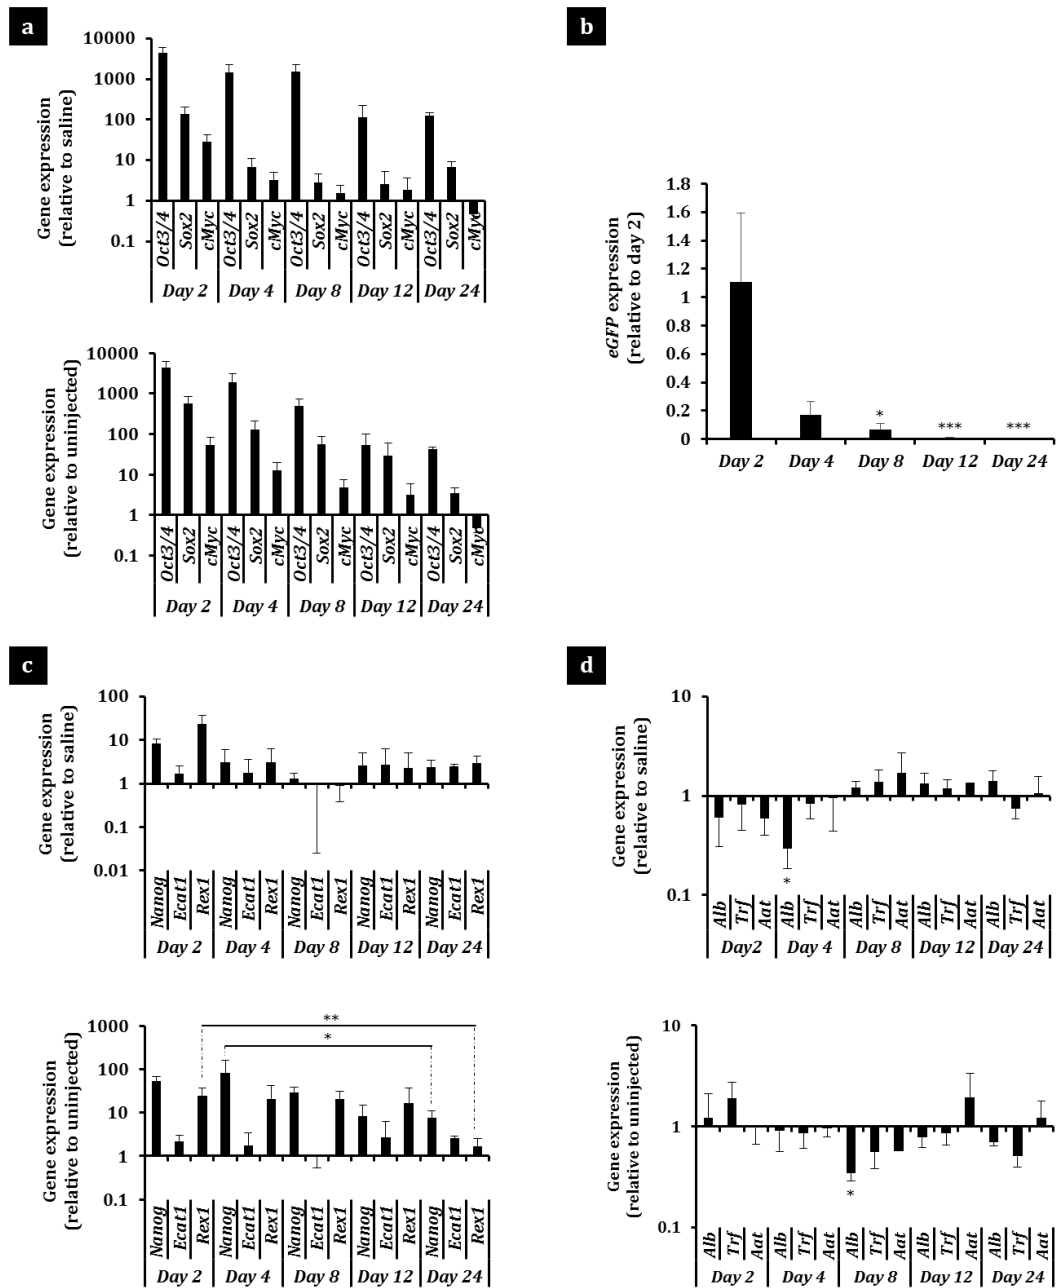 a
Gene expression
(relative to saline)
10000
1000
100
10
1
0.1
Oct3/4 Sox2 cMyc Oct3/4 Sox2 cMyc Oct3/4 Sox2 cMyc Oct3/4 Sox2 cMyc Oct3/4 Sox2 cMyc
Day 2 Day 4 Day 8 Day 12 Day 24
Gene expression
(relative to uninjected)
10000
1000
100
10
1
0.1
Oct3/4 Sox2 cMyc Oct3/4 Sox2 cMyc Oct3/4 Sox2 cMyc Oct3/4 Sox2 cMyc Oct3/4 Sox2 cMyc
Day 2 Day 4 Day 8 Day 12 Day 24
b
eGFP expression
(relative to day 2)
1.8
1.6
1.4
1.2
1
0.8
0.6
0.4
0.2
0
* *** ***
Day 2 Day 4 Day 8 Day 12 Day 24
c
Gene expression
(relative to saline)
100
10
1
0.1
0.01
Nanog Ecat1 Rex1 Nanog Ecat1 Rex1 Nanog Ecat1 Rex1 Nanog Ecat1 Rex1 Nanog Ecat1 Rex1
Day 2 Day 4 Day 8 Day 12 Day 24
Gene expression
(relative to uninjected)
1000
100
10
1
0.1
**
*
Nanog Ecat1 Rex1 Nanog Ecat1 Rex1 Nanog Ecat1 Rex1 Nanog Ecat1 Rex1 Nanog Ecat1 Rex1
Day 2 Day 4 Day 8 Day 12 Day 24
d
Gene expression
(relative to saline)
10
1
0.1
*
Alb Trf Aat Alb Trf Aat Alb Trf Aat Alb Trf Aat Alb Trf Aat
Day2 Day 4 Day 8 Day 12 Day 24
Gene expression
(relative to uninjected)
10
1
0.1
*
Alb Trf Aat Alb Trf Aat Alb Trf Aat Alb Trf Aat Alb Trf Aat
Day 2 Day 4 Day 8 Day 12 Day 24